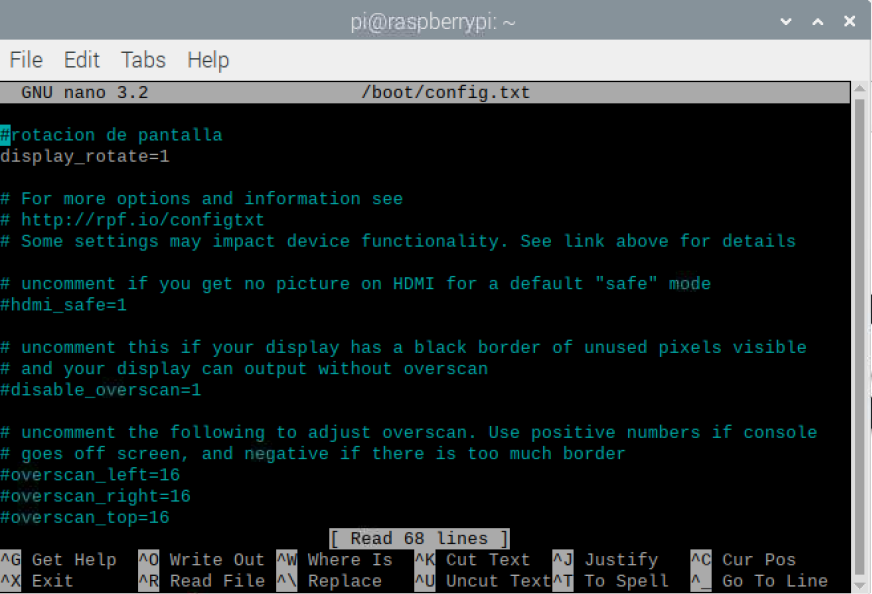 pi@raspberrypi: ~
File Edit Tabs Help
GNU nano 3.2 /boot/config.txt
#rotacion de pantalla
display_rotate=1
# For more options and information see
# http://rpf.io/configtxt
# Some settings may impact device functionality. See link above for details
# uncomment if you get no picture on HDMI for a default "safe" mode
#hdmi_safe=1
# uncomment this if your display has a black border of unused pixels visible
# and your display can output without overscan
#disable_overscan=1
# uncomment the following to adjust overscan. Use positive numbers if console
# goes off screen, and negative if there is too much border
#overscan_left=16
#overscan_right=16
#overscan_top=16
[ Read 68 lines ]
^G Get Help ^O Write Out ^W Where Is ^K Cut Text ^J Justify ^C Cur Pos
^X Exit ^R Read File ^\ Replace ^U Uncut Text ^T To Spell ^_ Go To Line